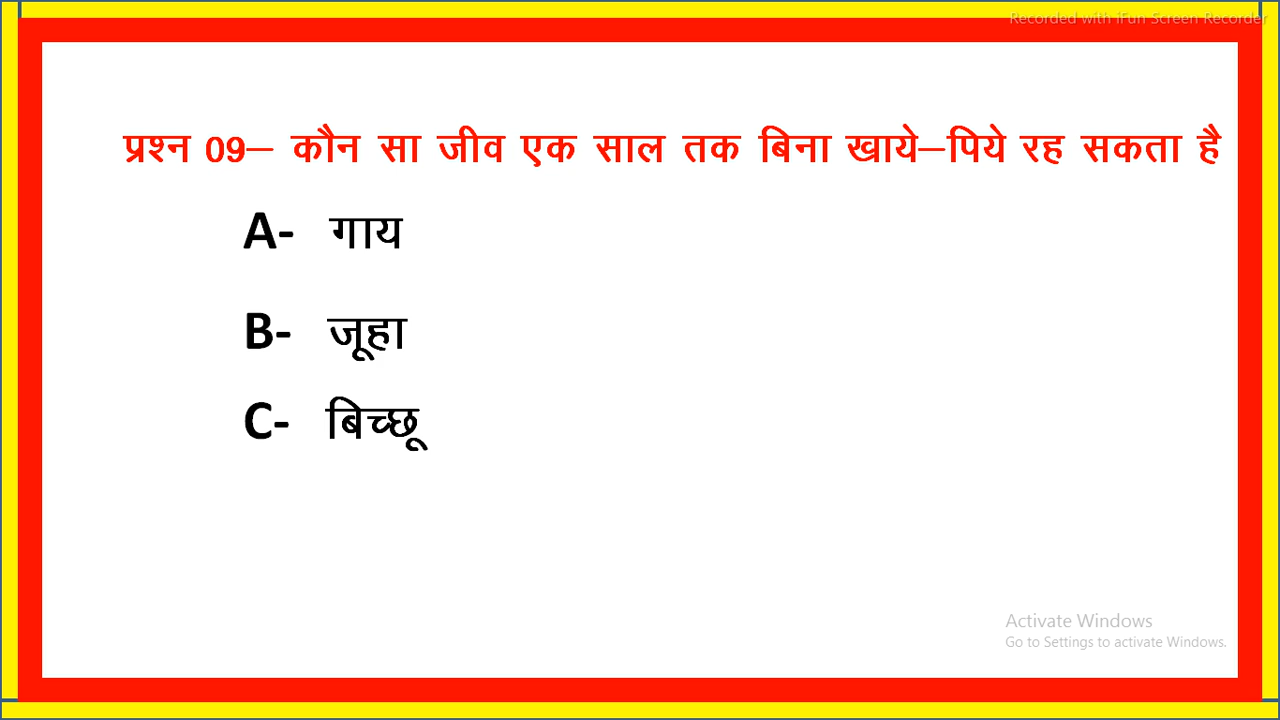 Recorded with iFun Screen Recorder
प्रश्न 09— कौन सा जीव एक साल तक बिना खाये—पिये रह सकता है
A- गाय
B- जूहा
C- बिच्छू
Activate Windows
Go to Settings to activate Windows.